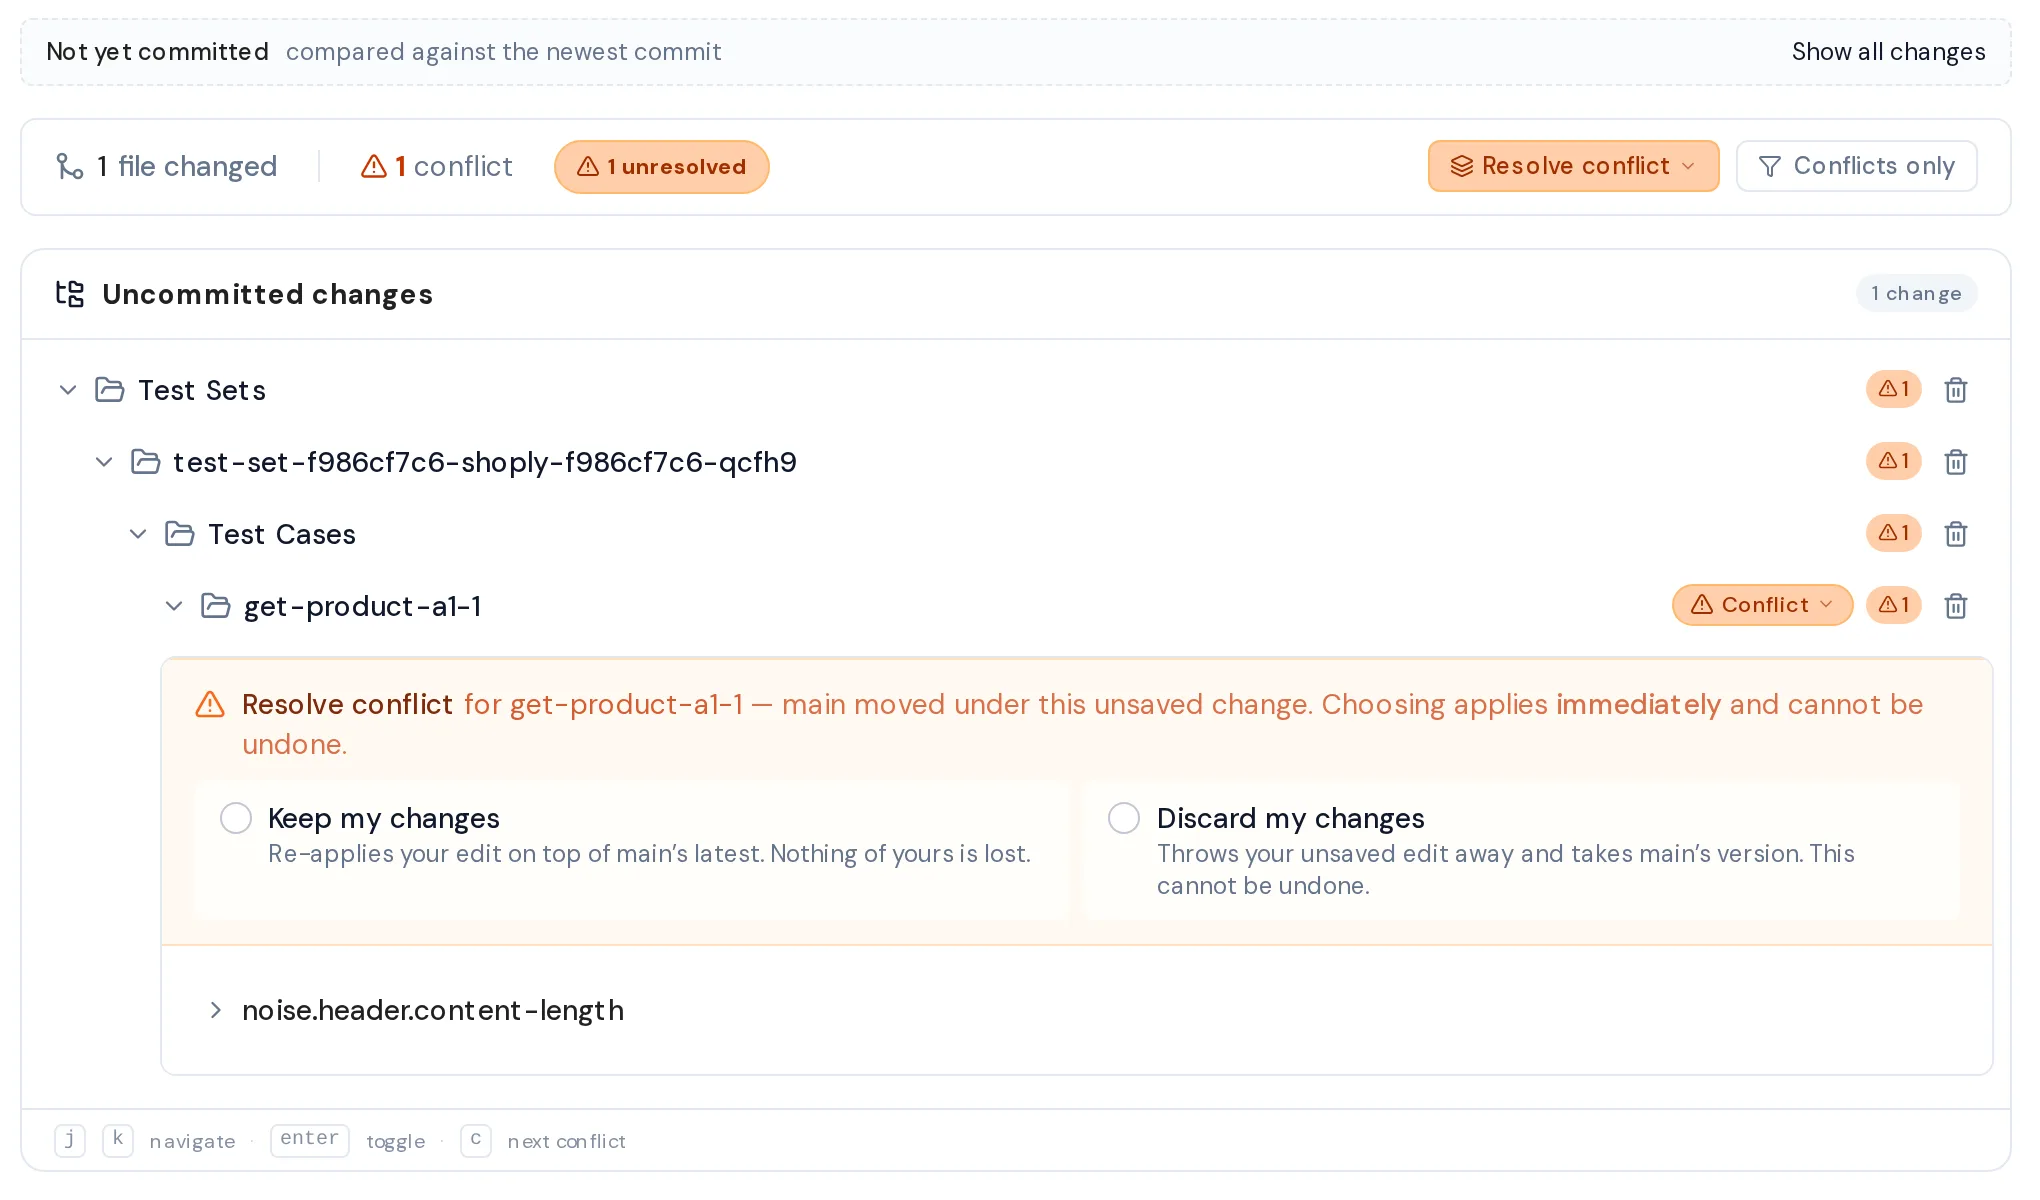 Not yet committed compared against the newest commit Show all changes
1 file changed 1 conflict 1 unresolved Resolve conflict Conflicts only
Uncommitted changes 1 change
Test Sets 1
test-set-f986cf7c6-shoply-f986cf7c6-qcfh9 1
Test Cases 1
get-product-a1-1 Conflict 1
Resolve conflict for get-product-a1-1 — main moved under this unsaved change. Choosing applies immediately and cannot be
undone.
Keep my changes
Re-applies your edit on top of main’s latest. Nothing of yours is lost.
Discard my changes
Throws your unsaved edit away and takes main’s version. This
cannot be undone.
noise.header.content-length
j k navigate · enter toggle · c next conflict